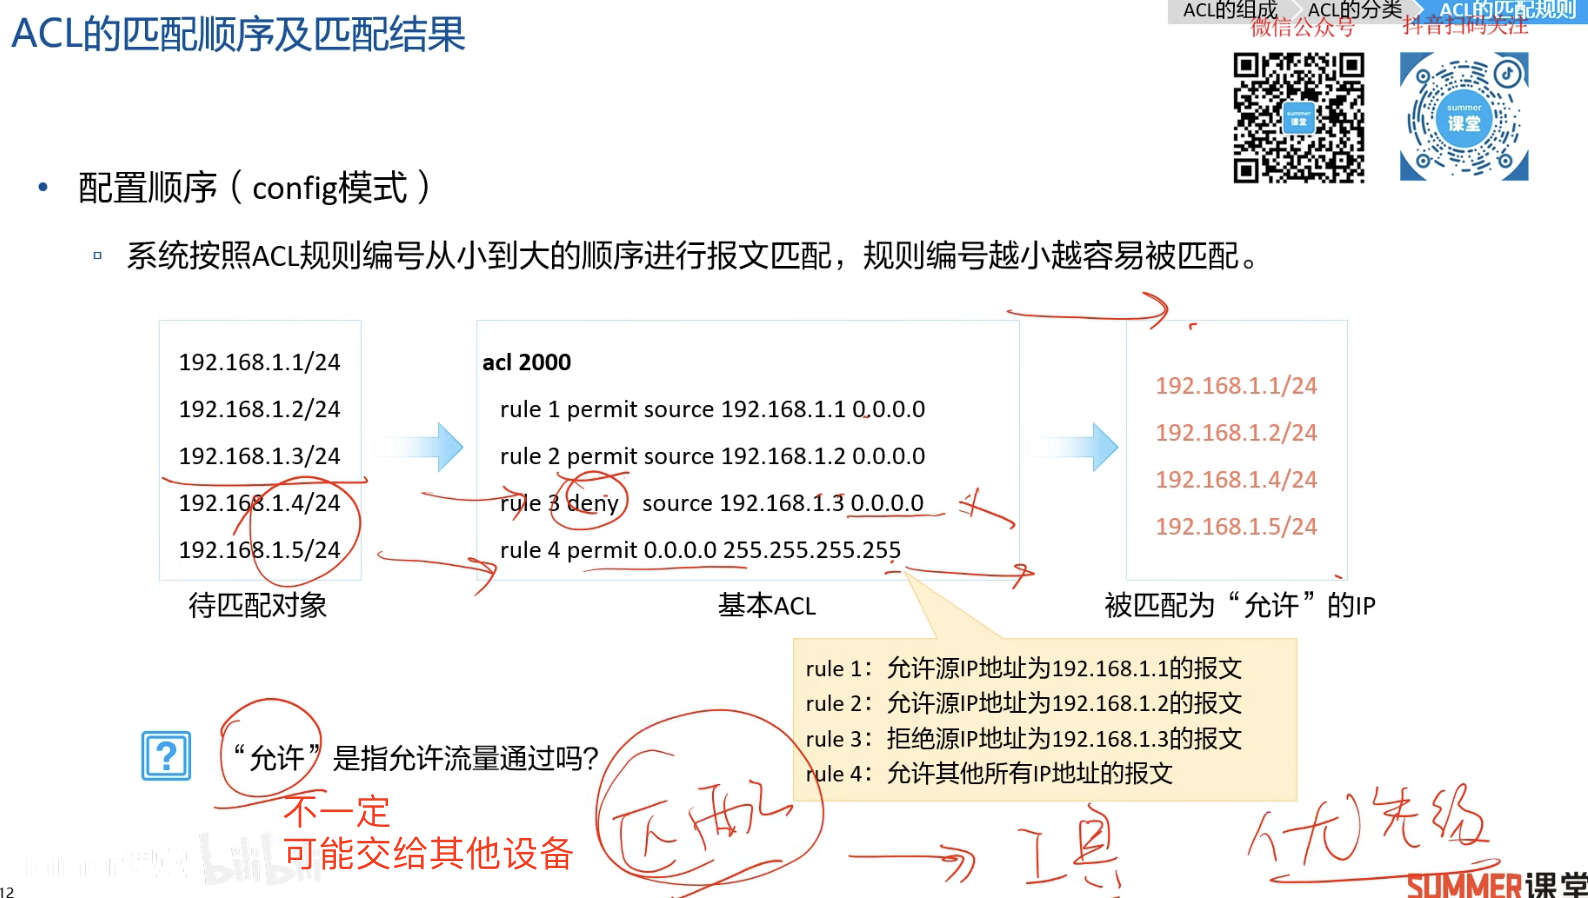 ACL的组成 ACL的分类 ACL的匹配规则
ACL的匹配顺序及匹配结果
微信公众号 抖音扫码关注
summer
课堂
summer
课堂
• 配置顺序（config模式）
系统按照ACL规则编号从小到大的顺序进行报文匹配，规则编号越小越容易被匹配。
192.168.1.1/24
192.168.1.2/24
192.168.1.3/24
192.168.1.4/24
192.168.1.5/24
待匹配对象
acl 2000
rule 1 permit source 192.168.1.1 0.0.0.0
rule 2 permit source 192.168.1.2 0.0.0.0
rule 3 deny source 192.168.1.3 0.0.0.0
rule 4 permit 0.0.0.0 255.255.255.255
基本ACL
192.168.1.1/24
192.168.1.2/24
192.168.1.4/24
192.168.1.5/24
被匹配为“允许”的IP
rule 1：允许源IP地址为192.168.1.1的报文
rule 2：允许源IP地址为192.168.1.2的报文
rule 3：拒绝源IP地址为192.168.1.3的报文
rule 4：允许其他所有IP地址的报文
? “允许”是指允许流量通过吗?
不一定
可能交给其他设备
匹配
工具
优先级
bilibili
12
SUMMER课堂